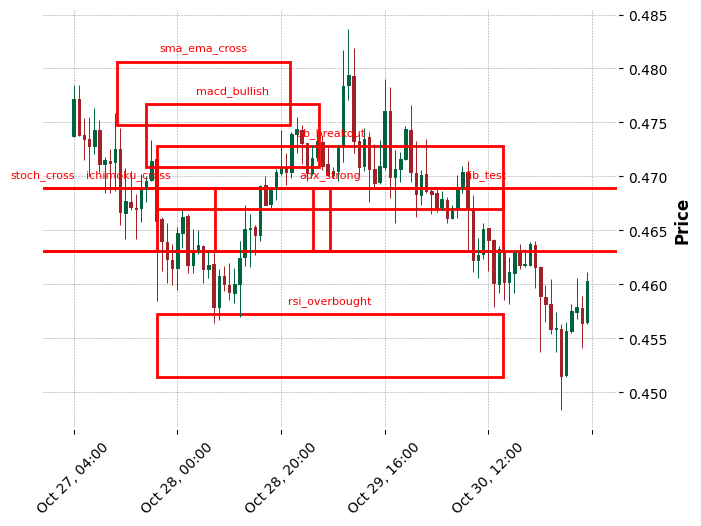 0.485
sma_ema_cross
0.480
macd_bullish
0.475
bb_breakout
stoch_cross ichimoku_cross adx_strong fib_test
0.470
0.465
Price
0.460
rsi_overbought
0.455
0.450
Oct 27, 04:00
Oct 28, 00:00
Oct 28, 20:00
Oct 29, 16:00
Oct 30, 12:00